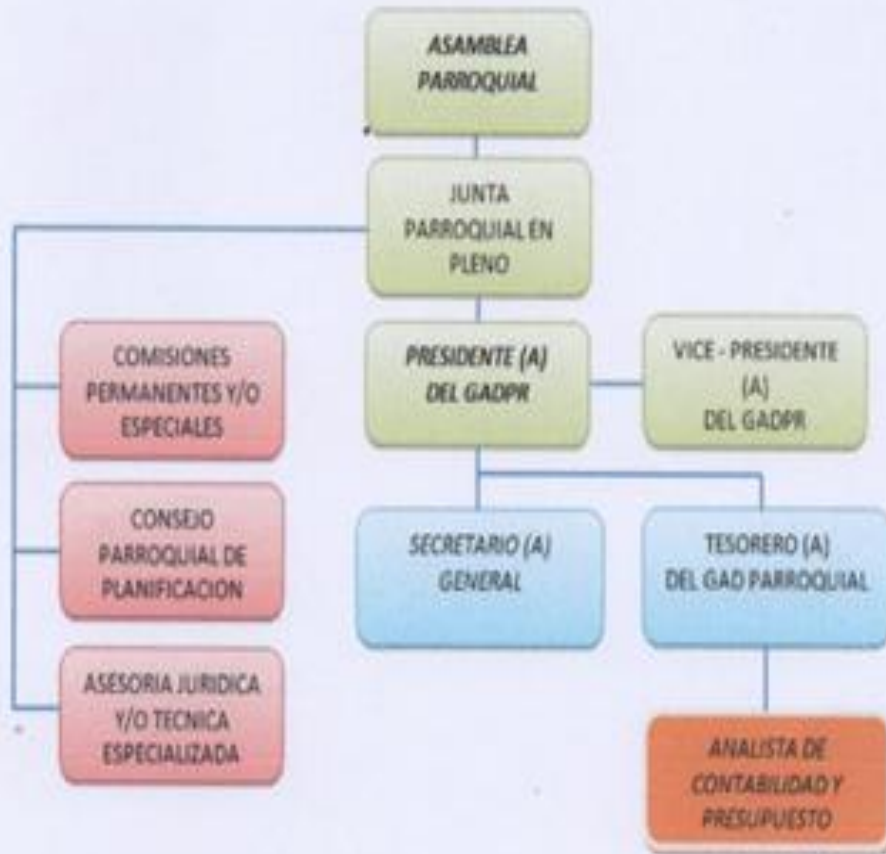 ASAMBLEA
PARROQUIAL
JUNTA
PARROQUIAL EN
PLENO
PRESIDENTE (A)
DEL GADPR
VICE - PRESIDENTE
(A)
DEL GADPR
COMISIONES
PERMANENTES Y/O
ESPECIALES
CONSEJO
PARROQUIAL DE
PLANIFICACION
ASESORIA JURIDICA
Y/O TECNICA
ESPECIALIZADA
SECRETARIO (A)
GENERAL
TESORERO (A)
DEL GAD PARROQUIAL
ANALISTA DE
CONTABILIDAD Y
PRESUPUESTO